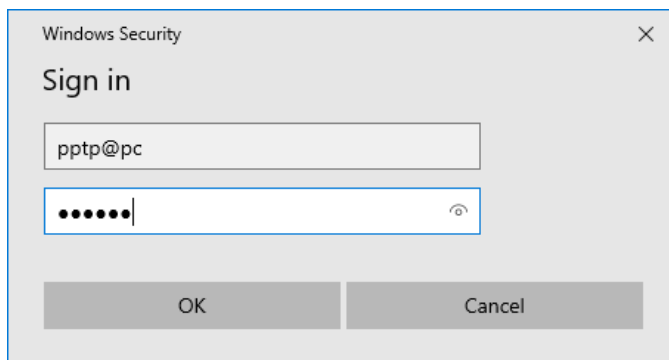 Windows Security
Sign in
pptp@pc
●●●●●●
OK
Cancel